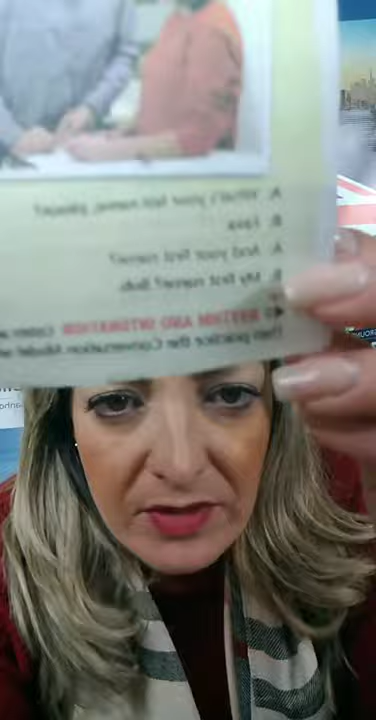 A: What's your last name, please?
B:
A: And your first name?
B: My first name? Bob.
RHYTHM AND INTONATION Listen
Then practice the Conversation Model